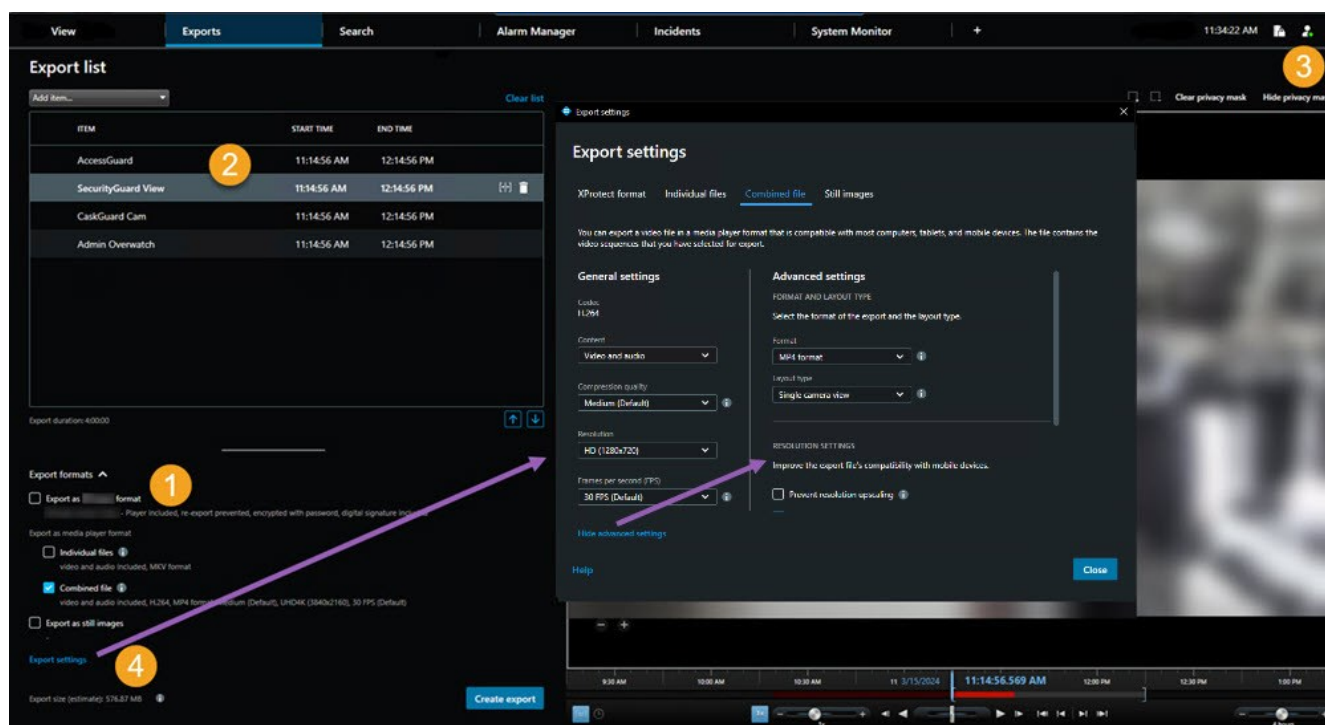 View
Exports
Search
Alarm Manager
Incidents
System Monitor
+
11:34:22 AM
3
Export list
Add item...
Clear list
Clear privacy mask
Hide privacy ma
ITEM
START TIME
END TIME
AccessGuard
11:14:56 AM
12:14:56 PM
2
SecurityGuard View
11:14:56 AM
12:14:56 PM
CaskGuard Cam
11:14:56 AM
12:14:56 PM
Admin Overwatch
11:14:56 AM
12:14:56 PM
Export duration: 4:00:00
Export formats
1
Export as
format
- Player included, re-export prevented, encrypted with password, digital signature included
Export as media player format
Individual files
video and audio included, MKV format
Combined file
video and audio included, H.264, MP4 format, Medium (Default), UHD4K (3840x2160), 30 FPS (Default)
Export as still images
-
Export settings
4
Export size (estimate): 576.87 MB
Create export
Export settings
Export settings
XProtect format
Individual files
Combined file
Still images
You can export a video file in a media player format that is compatible with most computers, tablets, and mobile devices. The file contains the
video sequences that you have selected for export.
General settings
Codec
H.264
Content
Video and audio
Compression quality
Medium (Default)
Resolution
HD (1280x720)
Frames per second (FPS)
30 FPS (Default)
Hide advanced settings
Advanced settings
FORMAT AND LAYOUT TYPE
Select the format of the export and the layout type.
Format
MP4 format
Layout type
Single camera view
RESOLUTION SETTINGS
Improve the export file's compatibility with mobile devices.
Prevent resolution upscaling
Help
Close
9:30 AM
10:00 AM
10:30 AM
11 3/15/2024
11:14:56.569 AM
12:00 PM
12:30 PM
1:00 PM